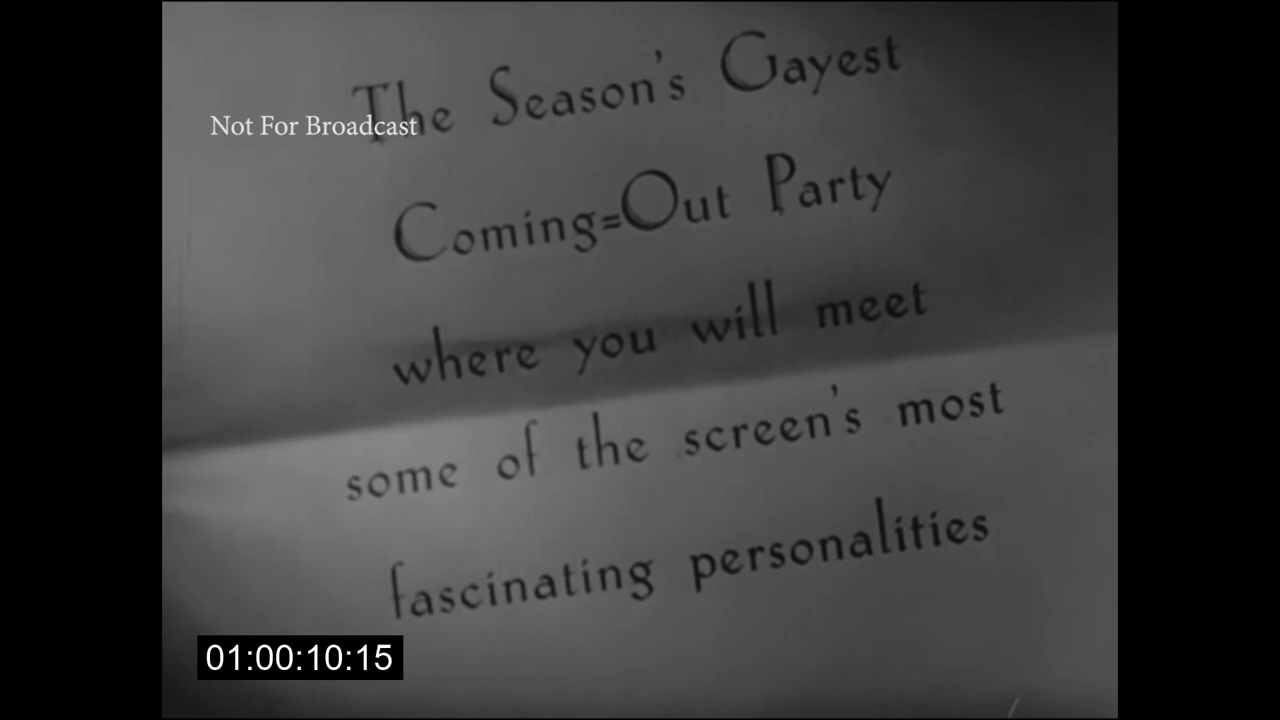 The Season's Gayest
Not For Broadcast
Coming=Out Party
where you will meet
some of the screen's most
fascinating personalities
01:00:10:15